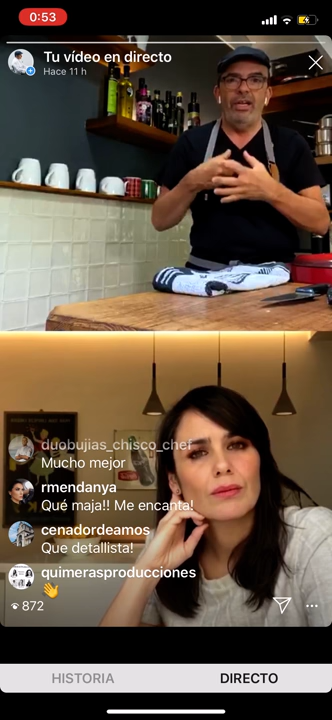 0:53
Tu vídeo en directo
Hace 11 h
duobujias_chisco_chef
Mucho mejor
rmendanya
Qué maja!! Me encanta!
cenadordeamos
Que detallista!
quimerasproducciones
👋
872
HISTORIA
DIRECTO